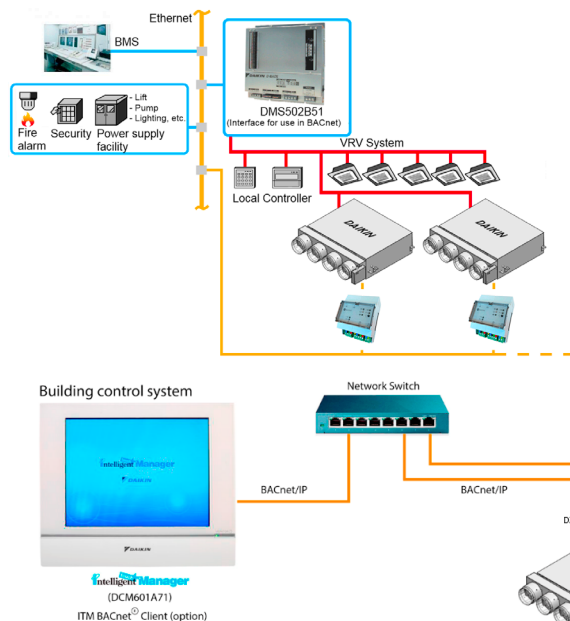 Ethernet
BMS
DMS502B51
(Interface for use in BACnet)
- Lift
- Pump
- Lighting, etc.
Fire
alarm
Security
Power supply
facility
VRV System
Local Controller
DAIKIN
DAIKIN
Building control system
Network Switch
intelligent Manager
DAIKIN
BACnet/IP
BACnet/IP
DAIKIN
intelligent Touch Manager
(DCM601A71)
ITM BACnet® Client (option)